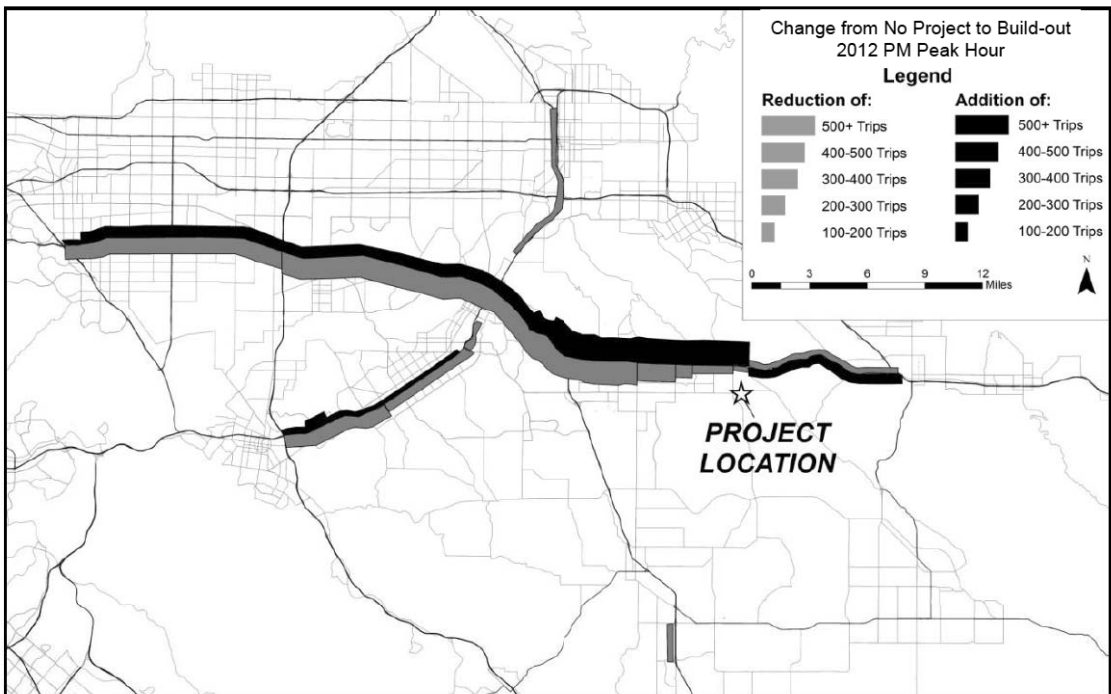 Change from No Project to Build-out
2012 PM Peak Hour
Legend
Reduction of:
500+ Trips
400-500 Trips
300-400 Trips
200-300 Trips
100-200 Trips
Addition of:
500+ Trips
400-500 Trips
300-400 Trips
200-300 Trips
100-200 Trips
N
0 3 6 9 12
Miles
PROJECT
LOCATION